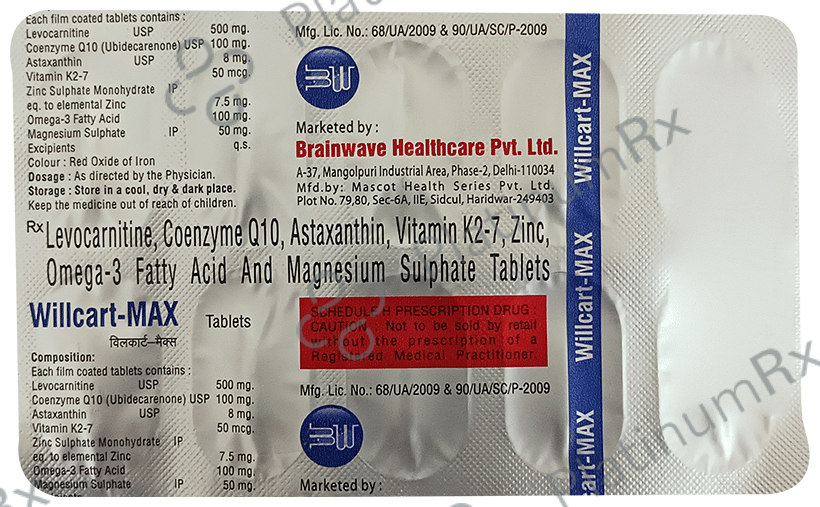 Each film coated tablets contains :
Levocarnitine USP 500 mg.
Coenzyme Q10 (Ubidecarenone) USP 100 mg.
Astaxanthin USP 8 mg.
Vitamin K2-7 50 mcg.
Zinc Sulphate Monohydrate IP
eq. to elemental Zinc 7.5 mg.
Omega-3 Fatty Acid 100 mg.
Magnesium Sulphate IP 50 mg.
Excipients q.s.
Colour : Red Oxide of Iron
Dosage : As directed by the Physician.
Storage : Store in a cool, dry & dark place.
Keep the medicine out of reach of children.
Mfg. Lic. No.: 68/UA/2009 & 90/UA/SC/P-2009
BW
Marketed by :
Brainwave Healthcare Pvt. Ltd.
A-37, Mangolpuri Industrial Area, Phase-2, Delhi-110034
Mfd.by: Mascot Health Series Pvt. Ltd.
Plot No. 79,80, Sec-6A, IIE, Sidcul, Haridwar-249403
Rx Levocarnitine, Coenzyme Q10, Astaxanthin, Vitamin K2-7, Zinc,
Omega-3 Fatty Acid And Magnesium Sulphate Tablets
Willcart-MAX Tablets
विलकार्ट–मैक्स
SCHEDULE H PRESCRIPTION DRUG :
CAUTION Not to be sold by retail
without the prescription of a
Registered Medical Practitioner.
Composition:
Each film coated tablets contains :
Levocarnitine USP 500 mg.
Coenzyme Q10 (Ubidecarenone) USP 100 mg.
Astaxanthin USP 8 mg.
Vitamin K2-7 50 mcg.
Zinc Sulphate Monohydrate IP
eq. to elemental Zinc 7.5 mg.
Omega-3 Fatty Acid 100 mg.
Magnesium Sulphate IP 50 mg.
Mfg. Lic. No.: 68/UA/2009 & 90/UA/SC/P-2009
BW
Marketed by :
Willcart-MAX
Willcart-MAX
cart-MAX
PlatinumRx
PlatinumRx